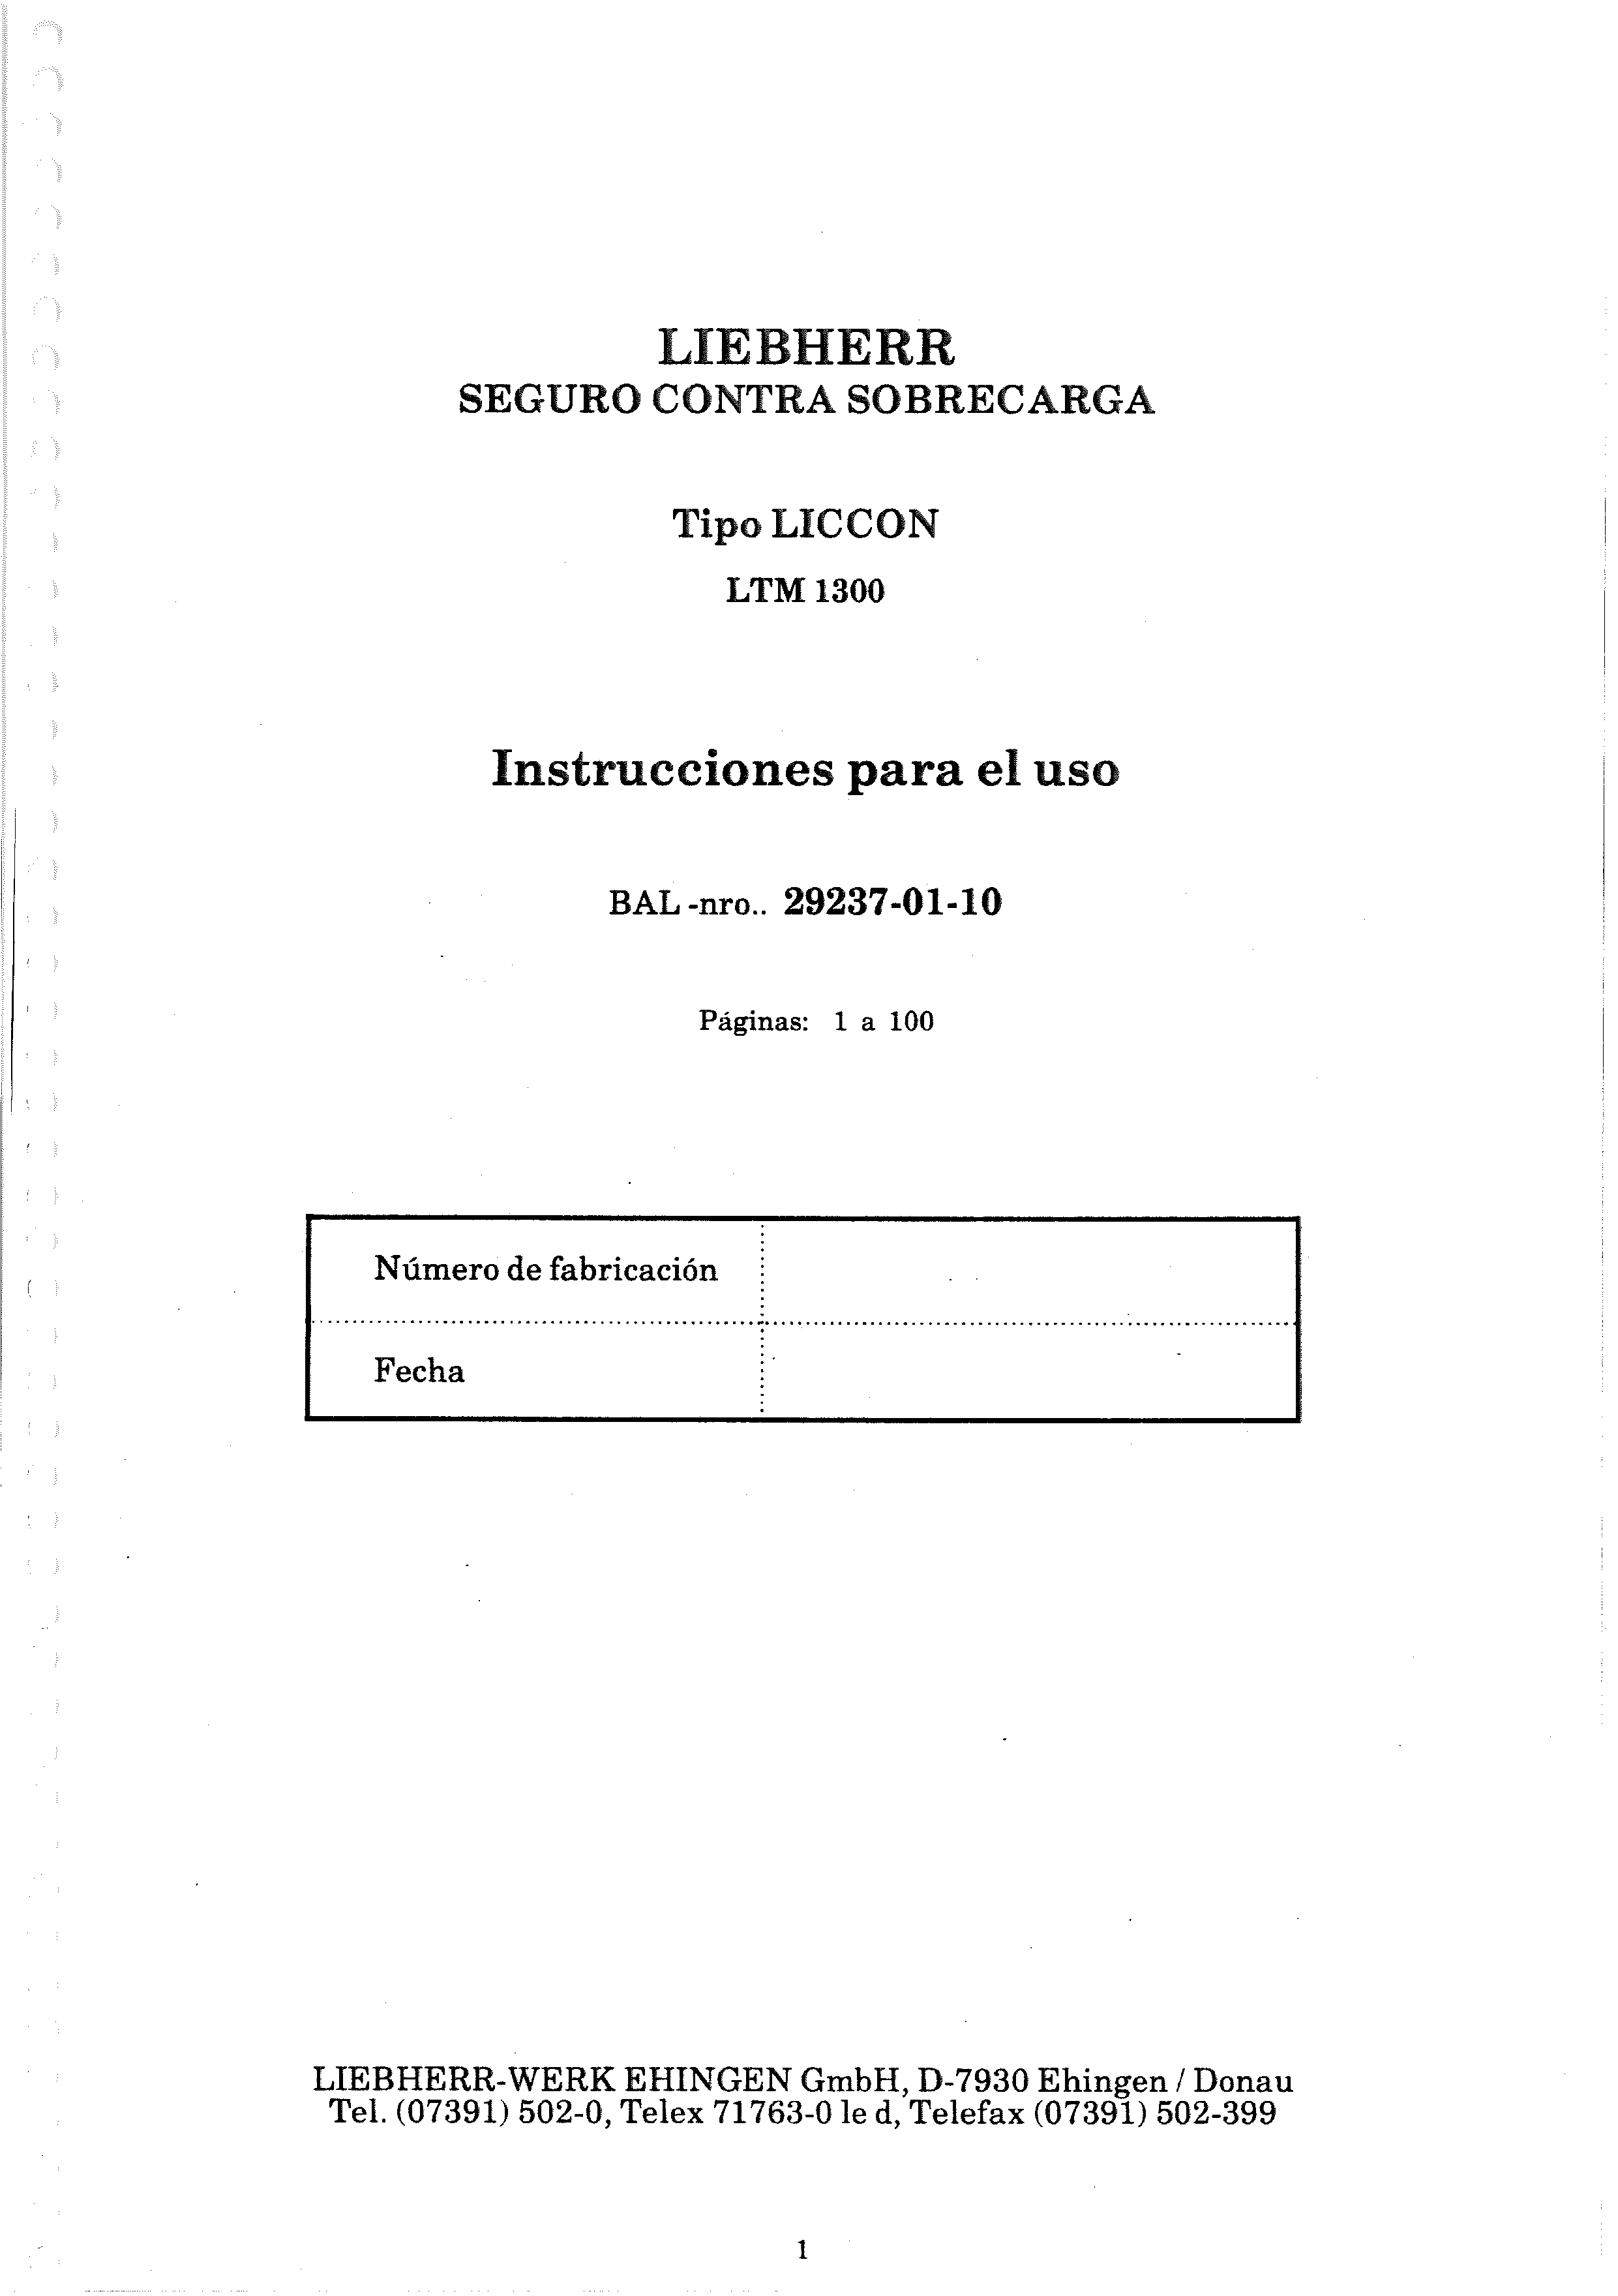 LIEBHERR
SEGURO CONTRA SOBRECARGA
Tipo LICCON
LTM 1300
Instrucciones para el uso
BAL -nro.. 29237-01-10
Páginas: 1 a 100
Número de fabricación
Fecha
LIEBHERR-WERK EHINGEN GmbH, D-7930 Ehingen / Donau
Tel. (07391) 502-0, Telex 71763-0 le d, Telefax (07391) 502-399
1